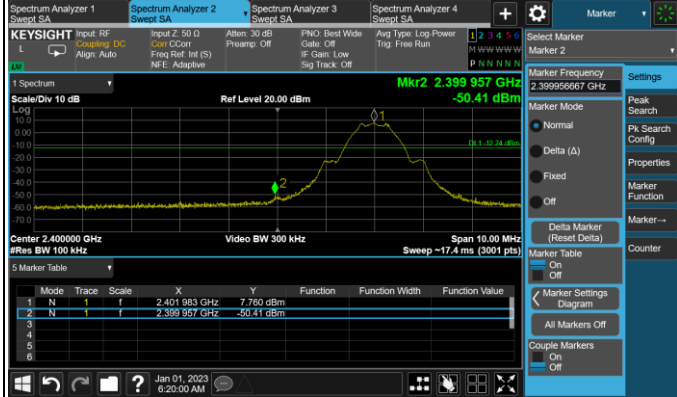 Spectrum Analyzer 1
Swept SA
Spectrum Analyzer 2
Swept SA
Spectrum Analyzer 3
Swept SA
Spectrum Analyzer 4
Swept SA
+
Marker
KEYSIGHT
L
Input: RF
Coupling: DC
Align: Auto
Input Z: 50 Ω
Corr CCorr
Freq Ref: Int (S)
NFE: Adaptive
Atten: 30 dB
Preamp: Off
PNO: Best Wide
Gate: Off
IF Gain: Low
Sig Track: Off
Avg Type: Log-Power
Trig: Free Run
1 2 3 4 5 6
M W W W W W
P N N N N N
Select Marker
Marker 2
1 Spectrum
Mkr2 2.399 957 GHz
Scale/Div 10 dB
Ref Level 20.00 dBm
-50.41 dBm
Log
10.0
0.00
-10.0
-20.0
-30.0
-40.0
-50.0
-60.0
-70.0
1
2
DL1 -12.24 dBm
Center 2.400000 GHz
Video BW 300 kHz
Span 10.00 MHz
#Res BW 100 kHz
Sweep ~17.4 ms (3001 pts)
5 Marker Table
Mode Trace Scale X Y Function Function Width Function Value
1 N 1 f 2.401 983 GHz 7.760 dBm
2 N 1 f 2.399 957 GHz -50.41 dBm
3
4
5
6
Jan 01, 2023
6:20:00 AM
?
Marker Frequency
2.399956667 GHz
Marker Mode
Normal
Delta (Δ)
Fixed
Off
Delta Marker
(Reset Delta)
Marker Table
On
Off
Marker Settings
Diagram
All Markers Off
Couple Markers
On
Off
Settings
Peak
Search
Pk Search
Config
Properties
Marker
Function
Marker→
Counter